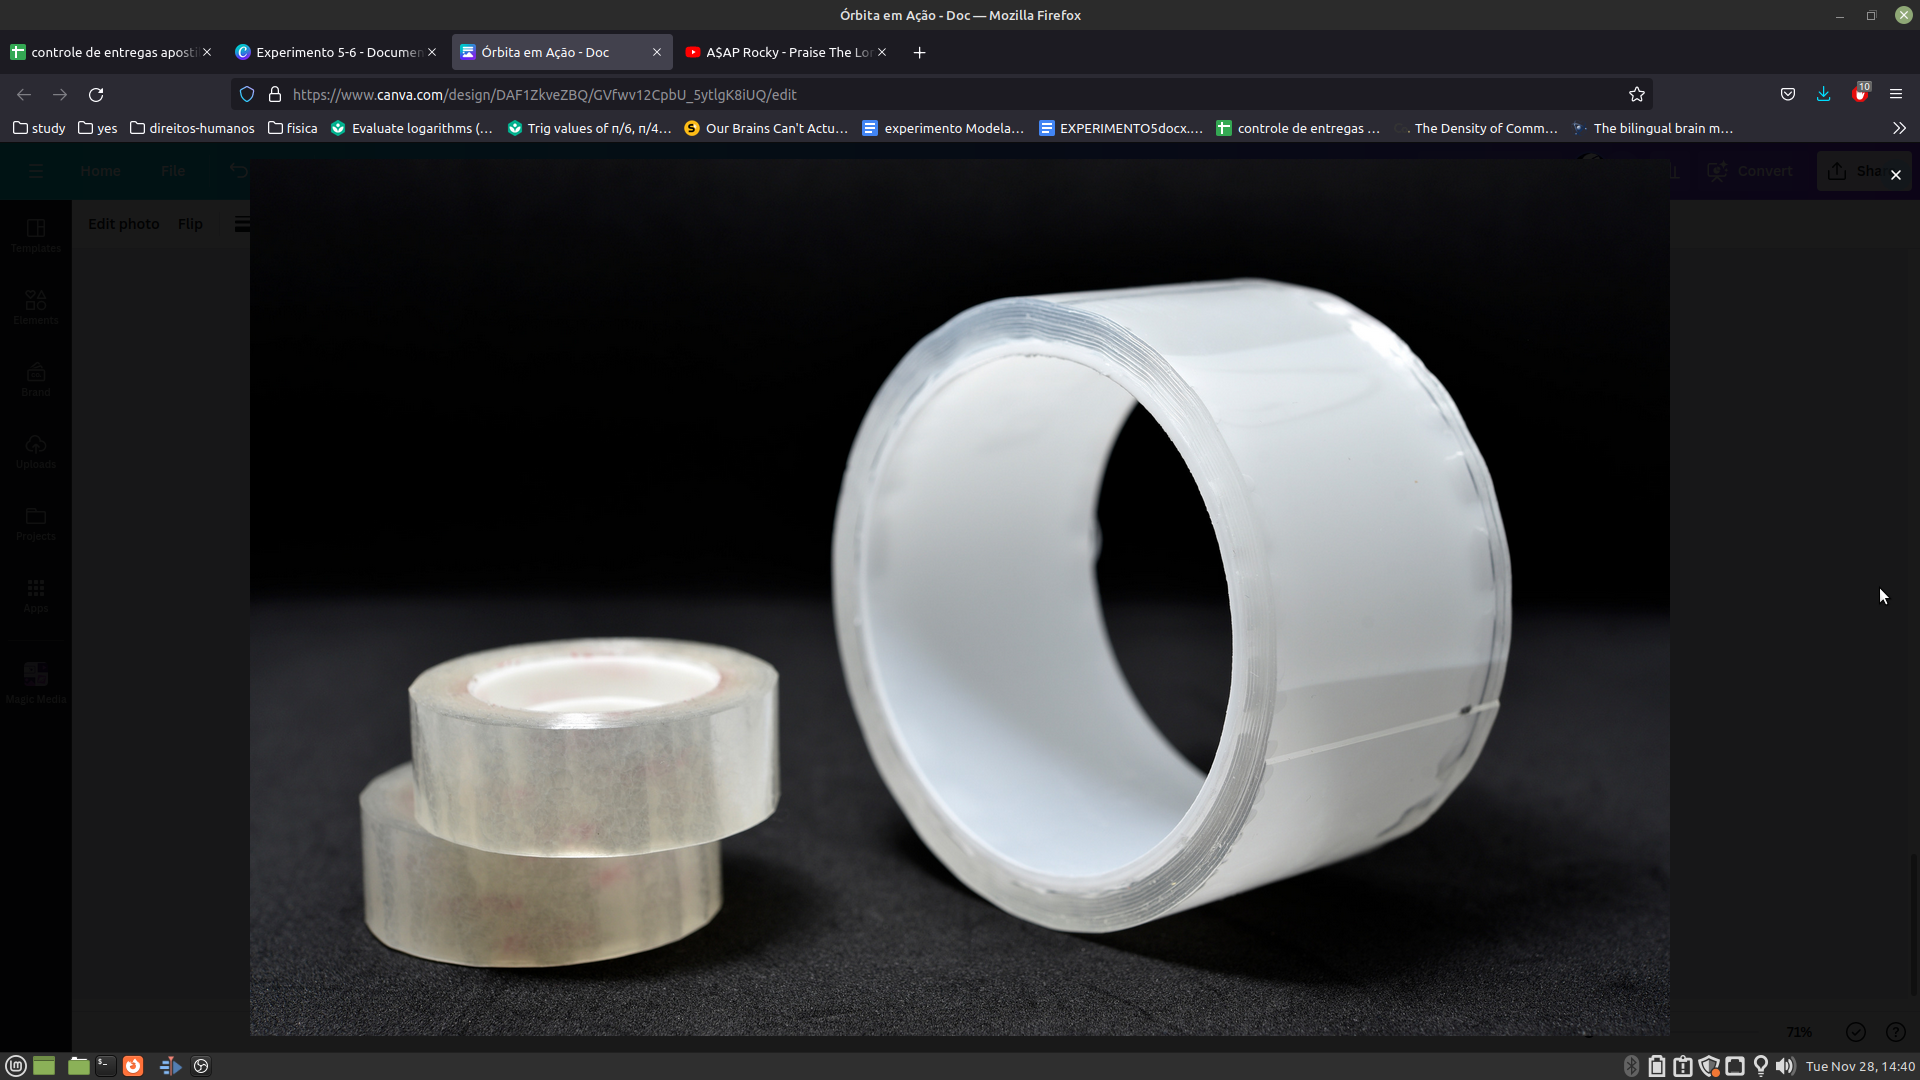 Órbita em Ação - Doc — Mozilla Firefox
controle de entregas aposti
Experimento 5-6 - Documen
Órbita em Ação - Doc
A$AP Rocky - Praise The Lor
https://www.canva.com/design/DAF1ZkveZBQ/GVfwv12CpbU_5ytlgK8iUQ/edit
10
study
yes
direitos-humanos
fisica
Evaluate logarithms (...
Trig values of π/6, π/4...
Our Brains Can't Actu...
experimento Modela...
EXPERIMENTO5docx....
controle de entregas ...
The Density of Comm...
The bilingual brain m...
Home
File
Convert
Sha
Edit photo
Flip
Templates
Elements
Brand
Uploads
Projects
Apps
Magic Media
71%
Tue Nov 28, 14:40